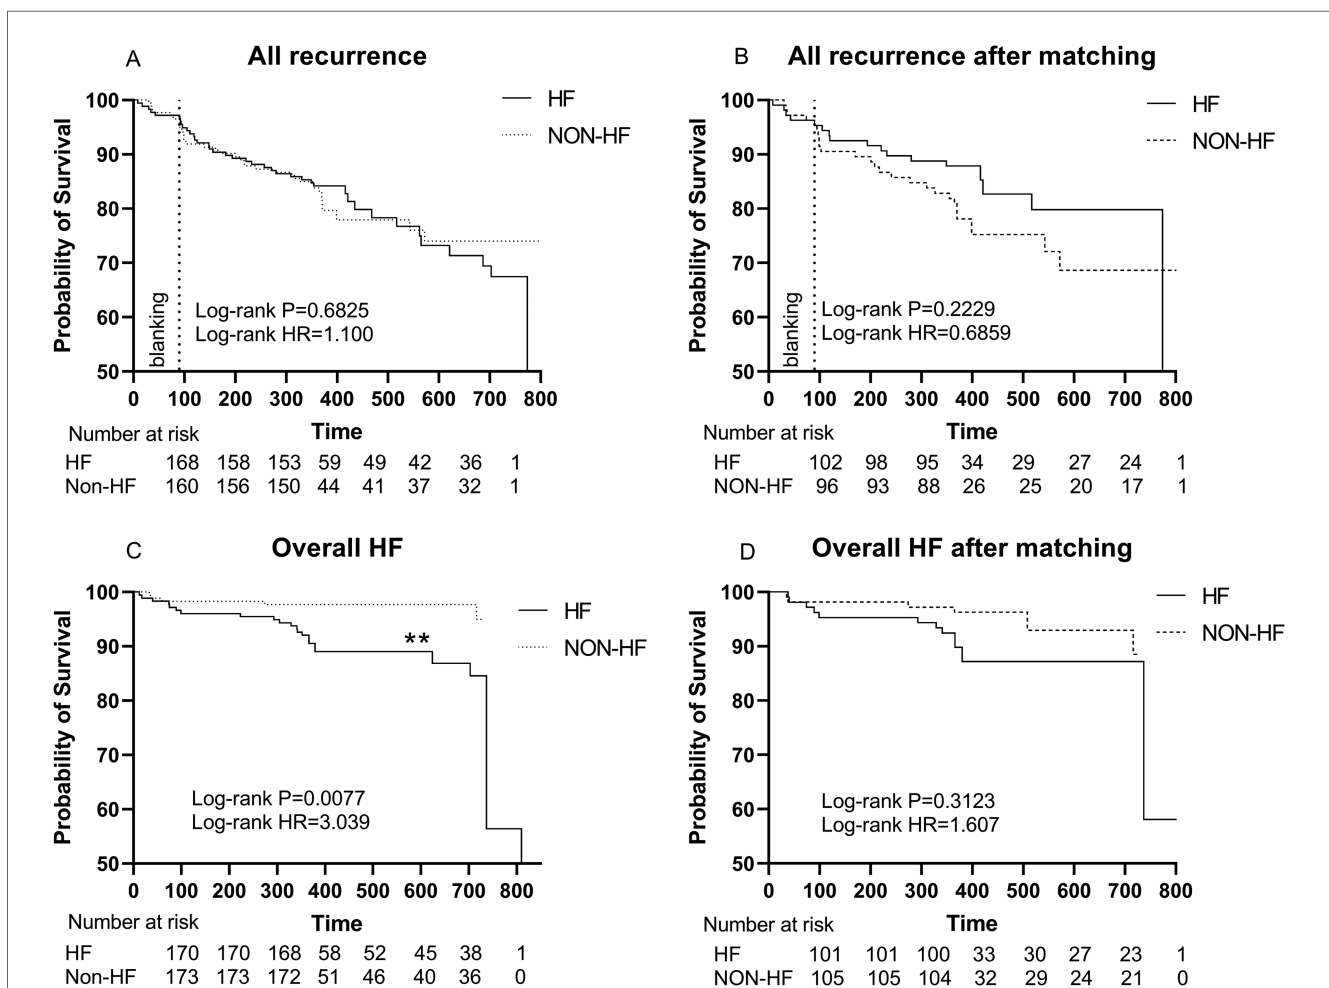 A All recurrence
Probability of Survival
100
90
80
70
60
50
HF
NON-HF
blanking
Log-rank P=0.6825
Log-rank HR=1.100
0 100 200 300 400 500 600 700 800
Number at risk Time
HF 168 158 153 59 49 42 36 1
Non-HF 160 156 150 44 41 37 32 1
B All recurrence after matching
Probability of Survival
100
90
80
70
60
50
HF
NON-HF
blanking
Log-rank P=0.2229
Log-rank HR=0.6859
0 100 200 300 400 500 600 700 800
Number at risk Time
HF 102 98 95 34 29 27 24 1
NON-HF 96 93 88 26 25 20 17 1
C Overall HF
Probability of Survival
100
90
80
70
60
50
HF
NON-HF
**
Log-rank P=0.0077
Log-rank HR=3.039
0 100 200 300 400 500 600 700 800
Number at risk Time
HF 170 170 168 58 52 45 38 1
Non-HF 173 173 172 51 46 40 36 0
D Overall HF after matching
Probability of Survival
100
90
80
70
60
50
HF
NON-HF
Log-rank P=0.3123
Log-rank HR=1.607
0 100 200 300 400 500 600 700 800
Number at risk Time
HF 101 101 100 33 30 27 23 1
NON-HF 105 105 104 32 29 24 21 0